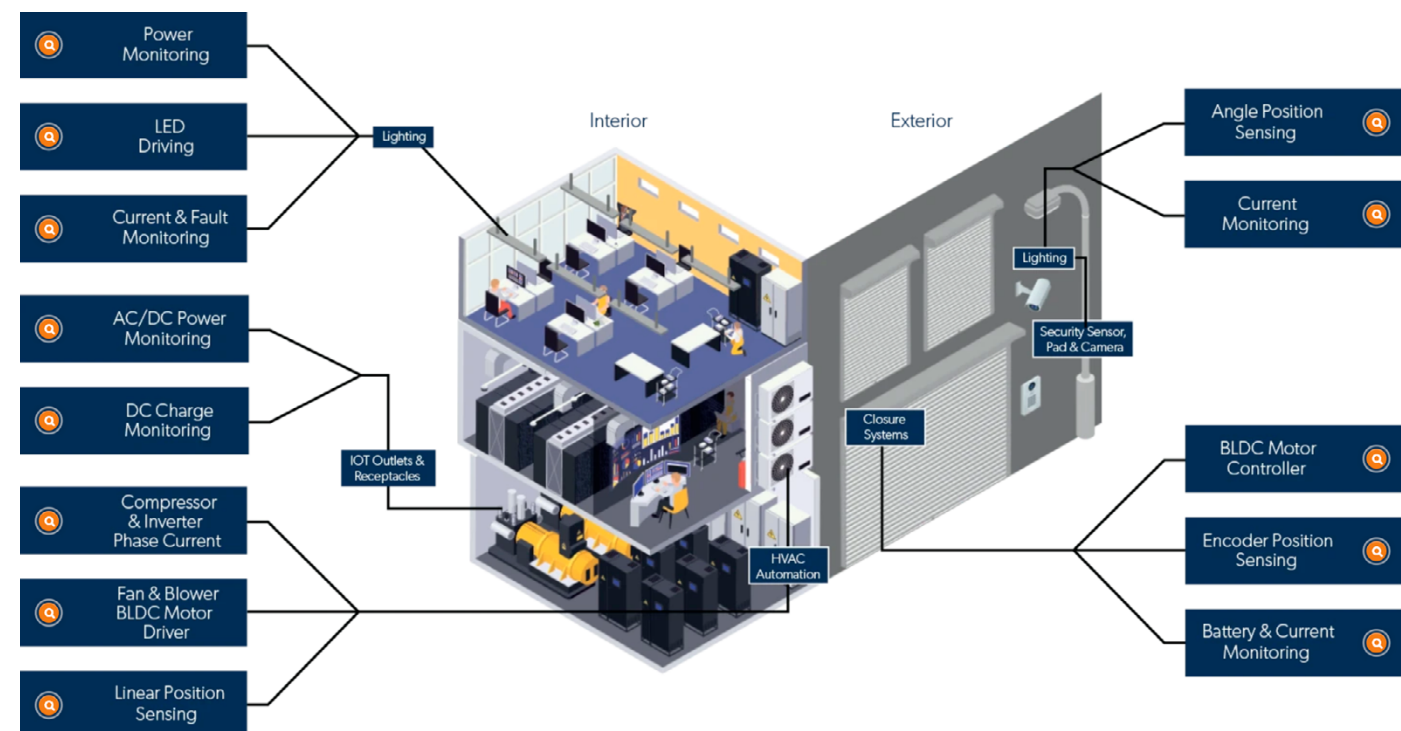 Power
Monitoring
LED
Driving
Current & Fault
Monitoring
AC/DC Power
Monitoring
DC Charge
Monitoring
Compressor
& Inverter
Phase Current
Fan & Blower
BLDC Motor
Driver
Linear Position
Sensing
Lighting
IOT Outlets &
Receptacles
Interior
HVAC
Automation
Exterior
Closure
Systems
Lighting
Security Sensor,
Pad & Camera
Angle Position
Sensing
Current
Monitoring
BLDC Motor
Controller
Encoder Position
Sensing
Battery & Current
Monitoring